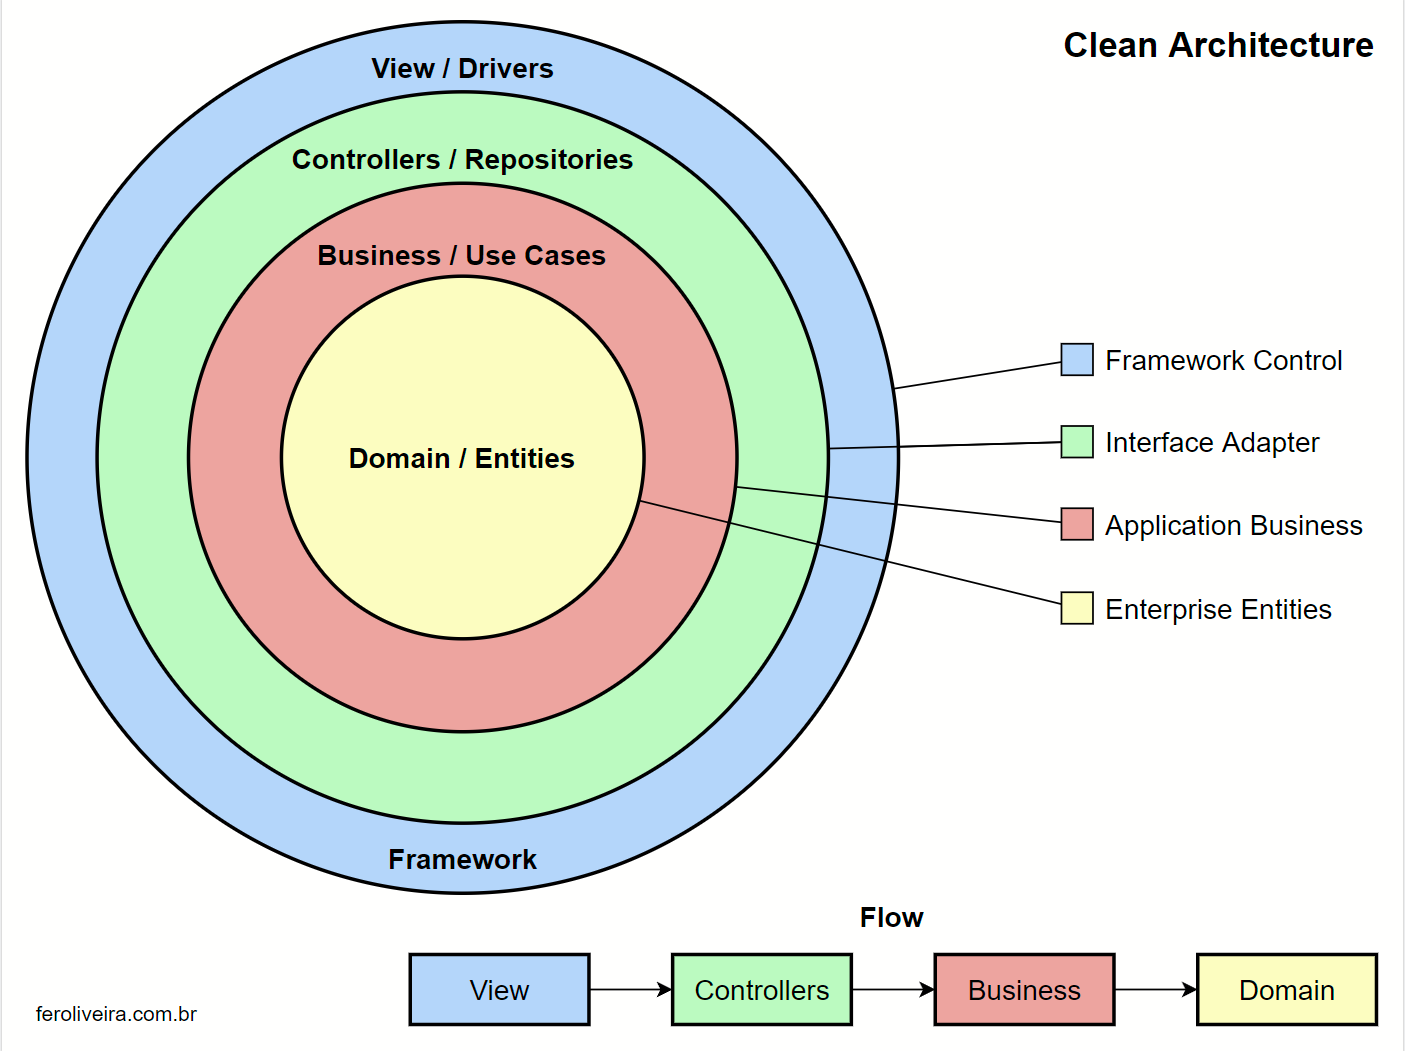 Clean Architecture
View / Drivers
Controllers / Repositories
Business / Use Cases
Domain / Entities
Framework
Framework Control
Interface Adapter
Application Business
Enterprise Entities
Flow
View
Controllers
Business
Domain
feroliveira.com.br